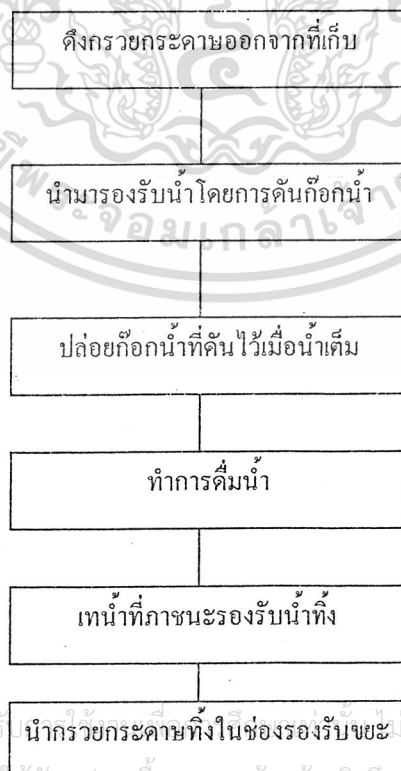 ดึงกรวยกระดาษออกจากที่เก็บ
นำมารองรับน้ำโดยการดันก๊อกน้ำ
ปล่อยก๊อกน้ำที่ดันไว้เมื่อน้ำเต็ม
ทำการดื่มน้ำ
เทน้ำที่ภาชนะรองรับน้ำทิ้ง
นำกรวยกระดาษทิ้งในช่องรองรับขยะ